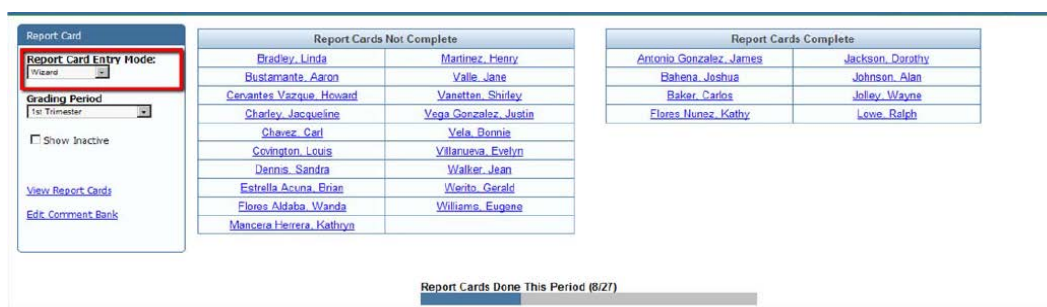 Report Card
Report Card Entry Mode:
Wizard
Grading Period
1st Trimester
Show Inactive
View Report Cards
Edit Comment Bank
Report Cards Not Complete
Bradley, Linda Martinez, Henry
Bustamante, Aaron Valle, Jane
Cervantes Vazque, Howard Vanetten, Shirley
Charley, Jacqueline Vega Gonzalez, Justin
Chavez, Carl Vela, Bonnie
Covington, Louis Villanueva, Evelyn
Dennis, Sandra Walker, Jean
Estrella Acuna, Brian Werito, Gerald
Flores Aldaba, Wanda Williams, Eugene
Mancera Herrera, Kathryn
Report Cards Complete
Antonio Gonzalez, James Jackson, Dorothy
Bahena, Joshua Johnson, Alan
Baker, Carlos Jolley, Wayne
Flores Nunez, Kathy Lowe, Ralph
Report Cards Done This Period (8/27)